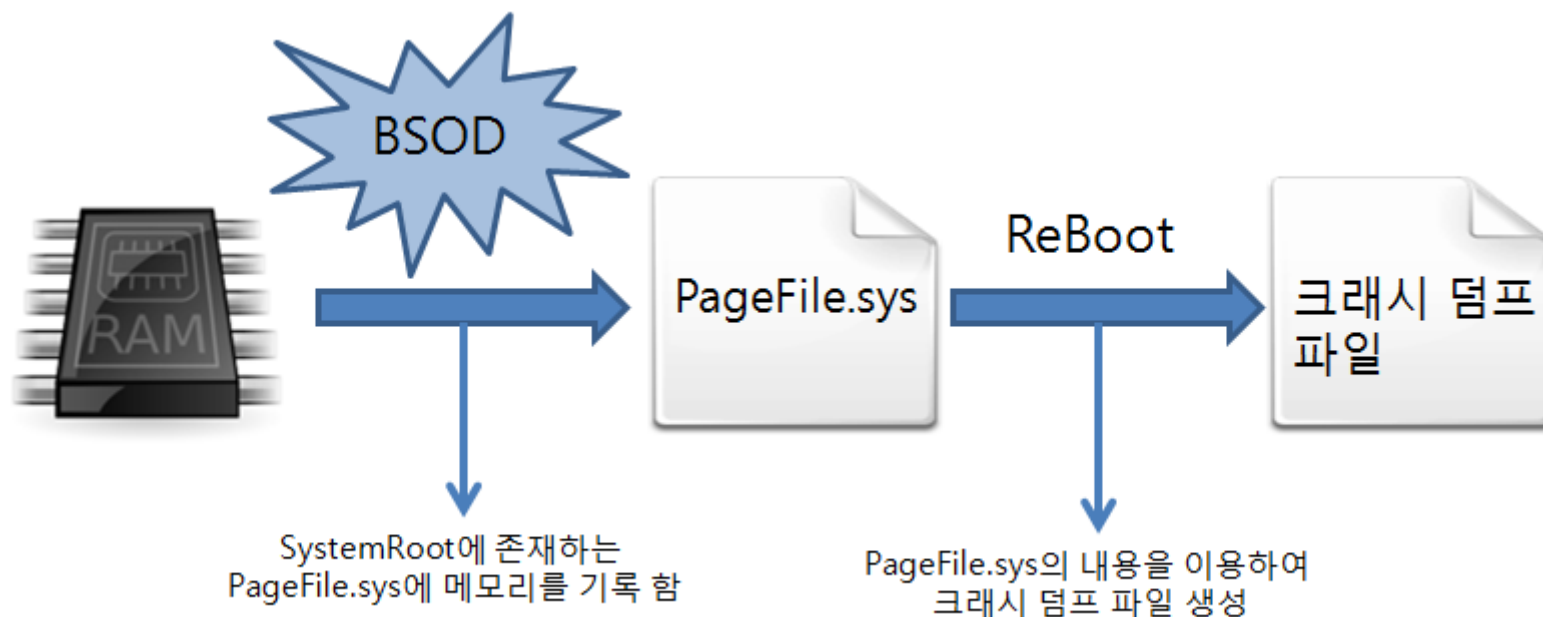 BSOD
RAM
PageFile.sys
ReBoot
크래시 덤프
파일
SystemRoot에 존재하는
PageFile.sys에 메모리를 기록 함
PageFile.sys의 내용을 이용하여
크래시 덤프 파일 생성